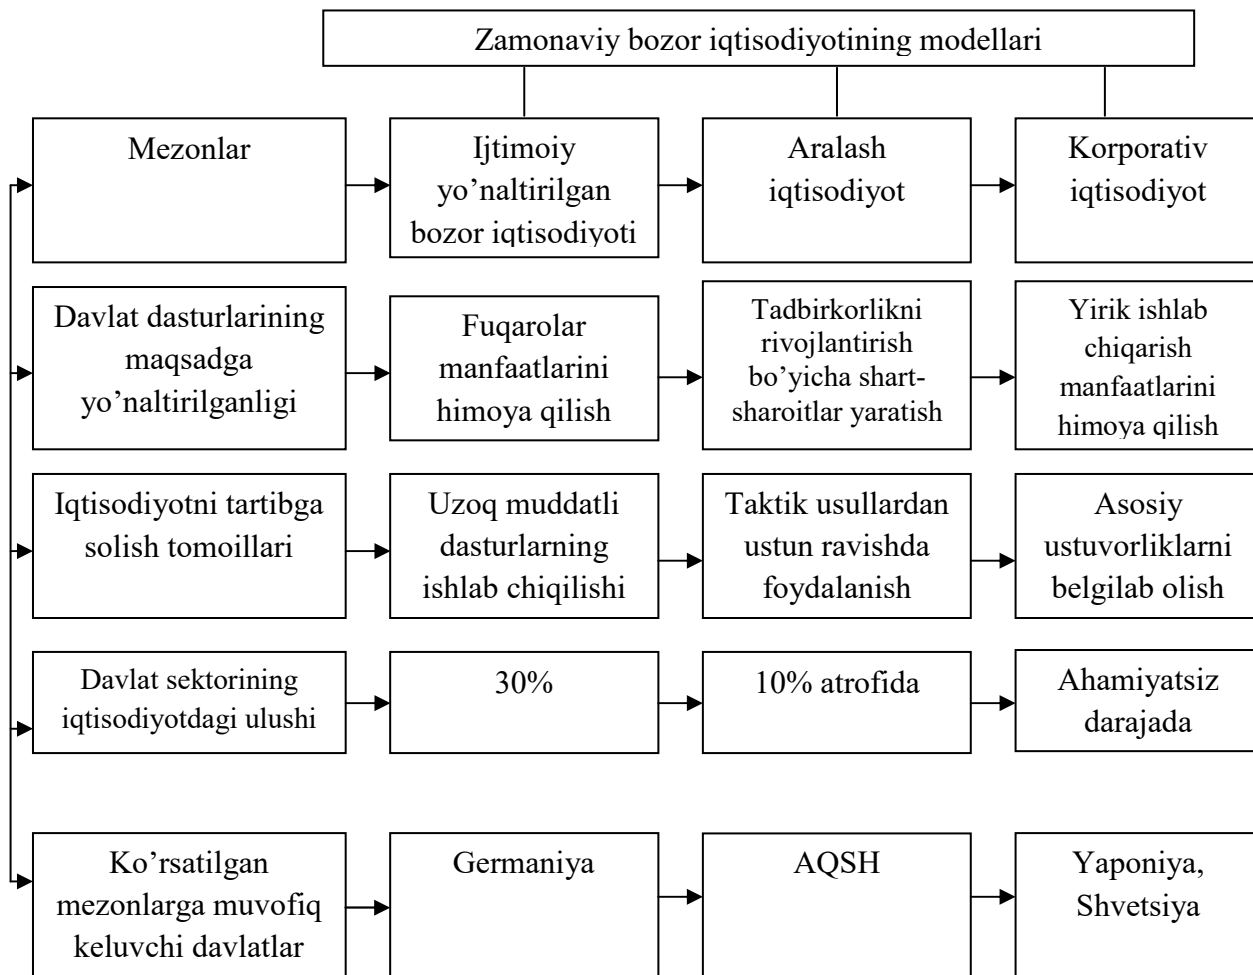 Zamonaviy bozor iqtisodiyotining modellari
Mezonlar
Ijtimoiy
yo’naltirilgan
bozor iqtisodiyoti
Aralash
iqtisodiyot
Korporativ
iqtisodiyot
Davlat dasturlarining
maqsadga
yo’naltirilganligi
Fuqarolar
manfaatlarini
himoya qilish
Tadbirkorlikni
rivojlantirish
bo’yicha shart-
sharoitlar yaratish
Yirik ishlab
chiqarish
manfaatlarini
himoya qilish
Iqtisodiyotni tartibga
solish tomoillari
Uzoq muddatli
dasturlarning
ishlab chiqilishi
Taktik usullardan
ustun ravishda
foydalanish
Asosiy
ustuvorliklarni
belgilab olish
Davlat sektorining
iqtisodiyotdagi ulushi
30%
10% atrofida
Ahamiyatsiz
darajada
Ko’rsatilgan
mezonlarga muvofiq
keluvchi davlatlar
Germaniya
AQSH
Yaponiya,
Shvetsiya